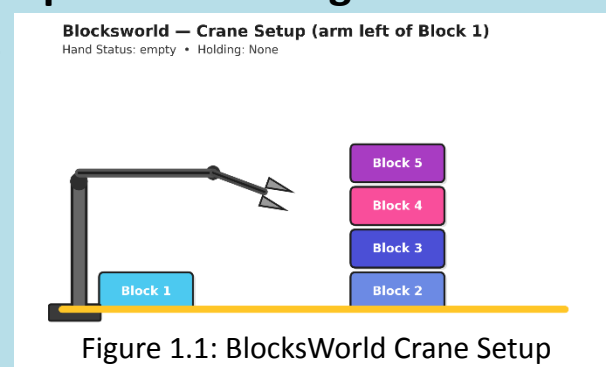 Blocksworld — Crane Setup (arm left of Block 1)
Hand Status: empty • Holding: None
Block 5
Block 4
Block 3
Block 1
Block 2
Figure 1.1: BlocksWorld Crane Setup